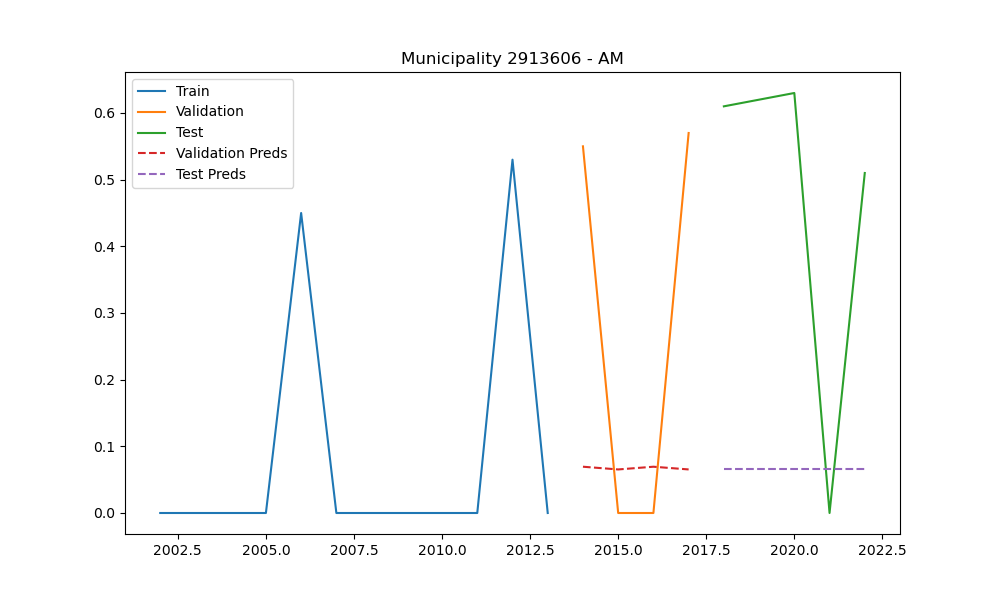 Municipality 2913606 - AM
Train
Validation
Test
Validation Preds
Test Preds
0.6
0.5
0.4
0.3
0.2
0.1
0.0
2002.5 2005.0 2007.5 2010.0 2012.5 2015.0 2017.5 2020.0 2022.5